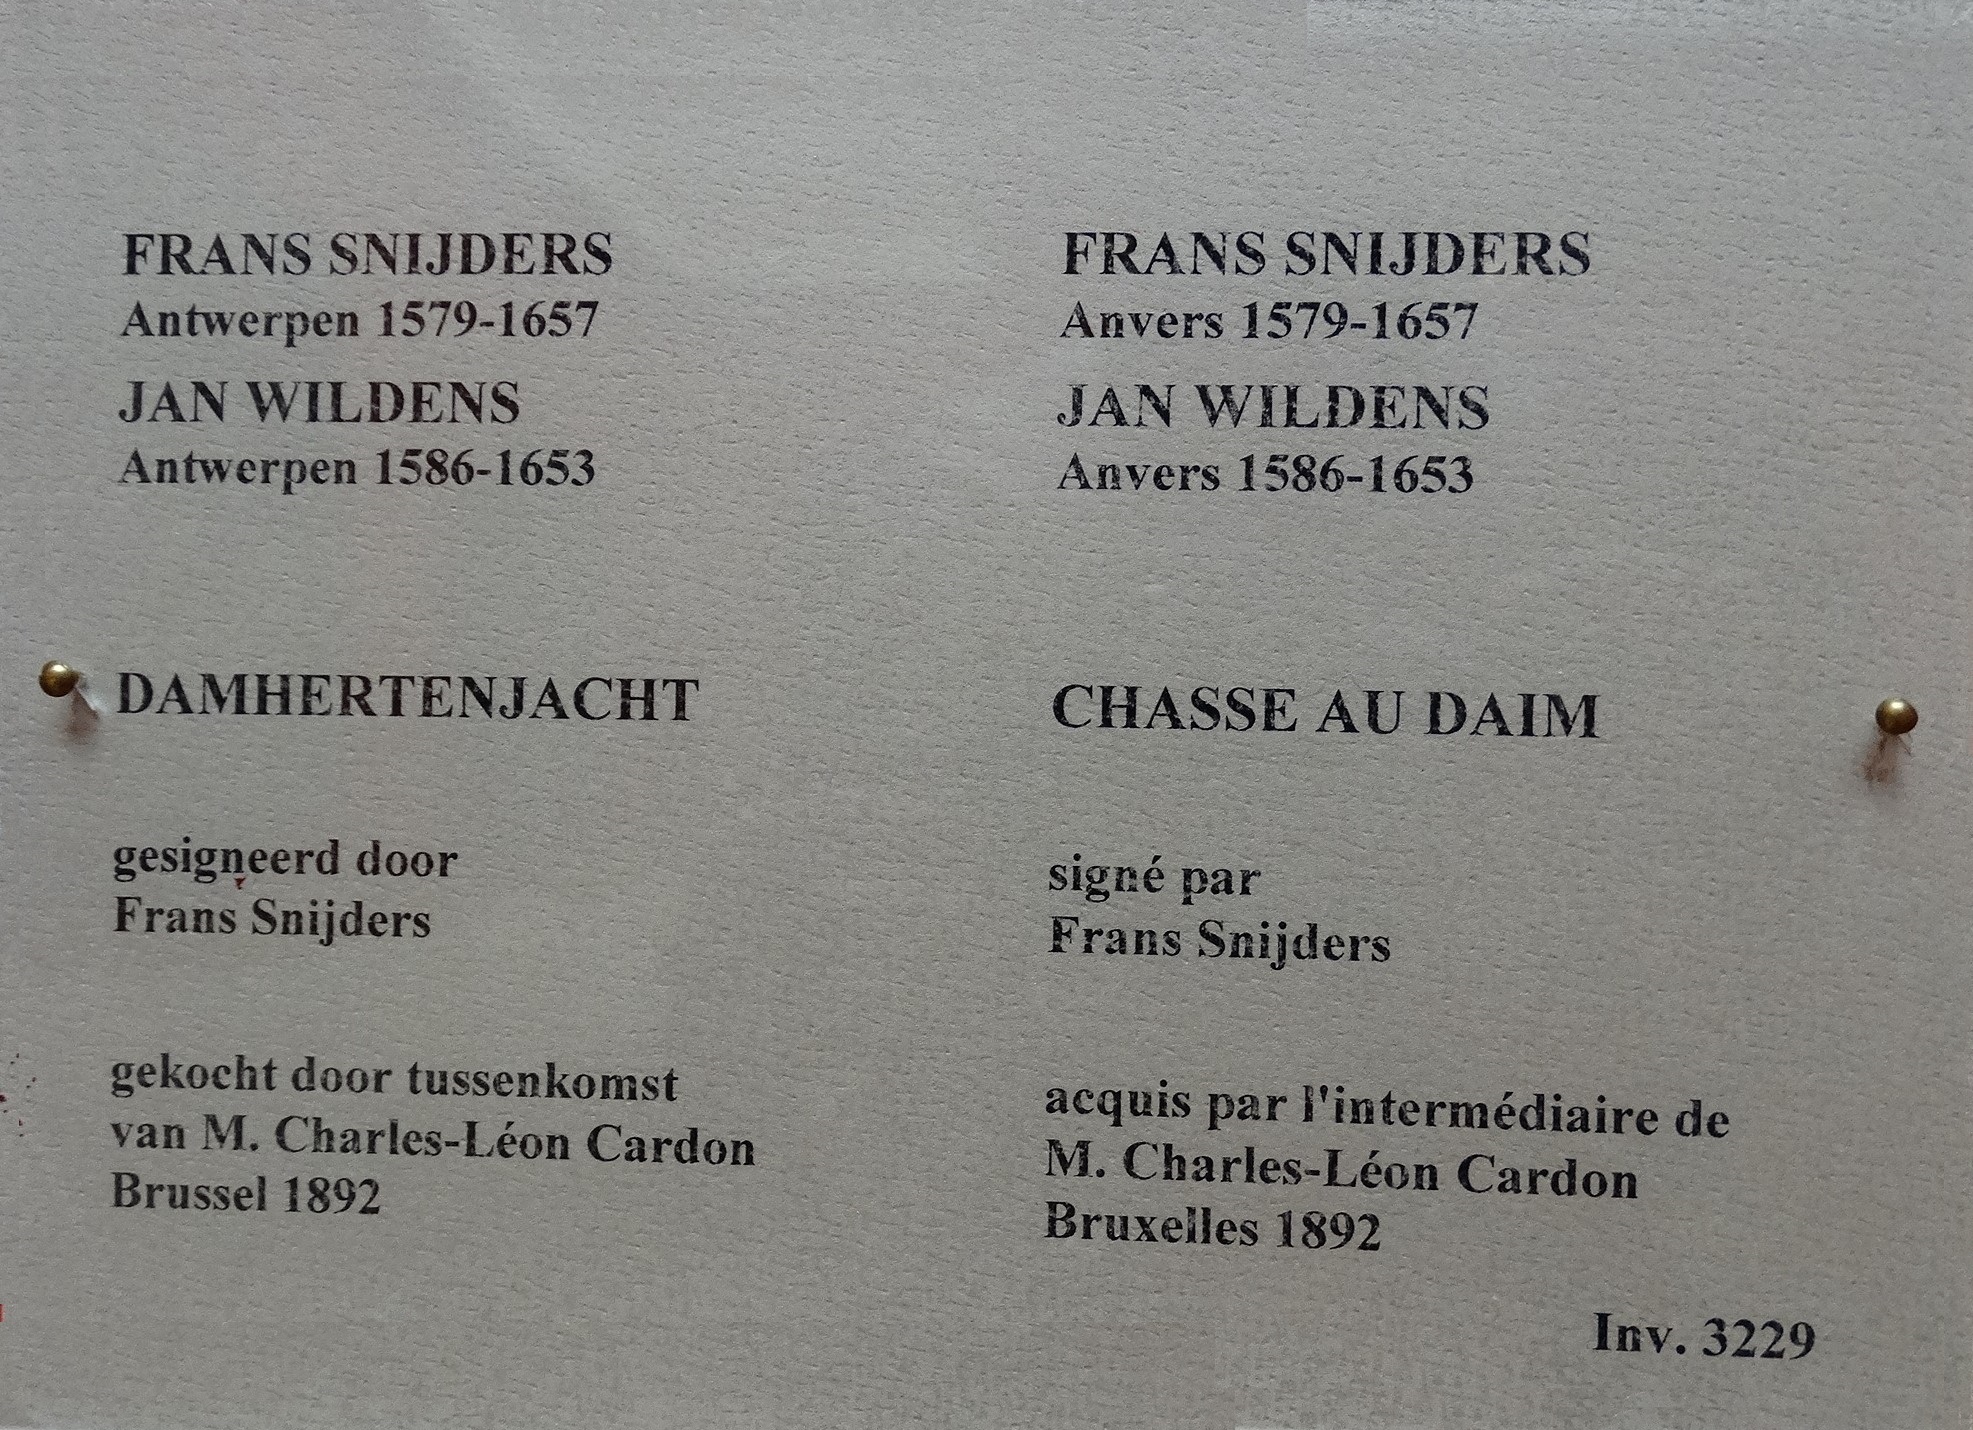 FRANS SNIJDERS
Antwerpen 1579-1657
JAN WILDENS
Antwerpen 1586-1653
DAMHERTENJACHT
gesigneerd door
Frans Snijders
gekocht door tussenkomst
van M. Charles-Léon Cardon
Brussel 1892
FRANS SNIJDERS
Anvers 1579-1657
JAN WILDENS
Anvers 1586-1653
CHASSE AU DAIM
signé par
Frans Snijders
acquis par l'intermédiaire de
M. Charles-Léon Cardon
Bruxelles 1892
Inv. 3229